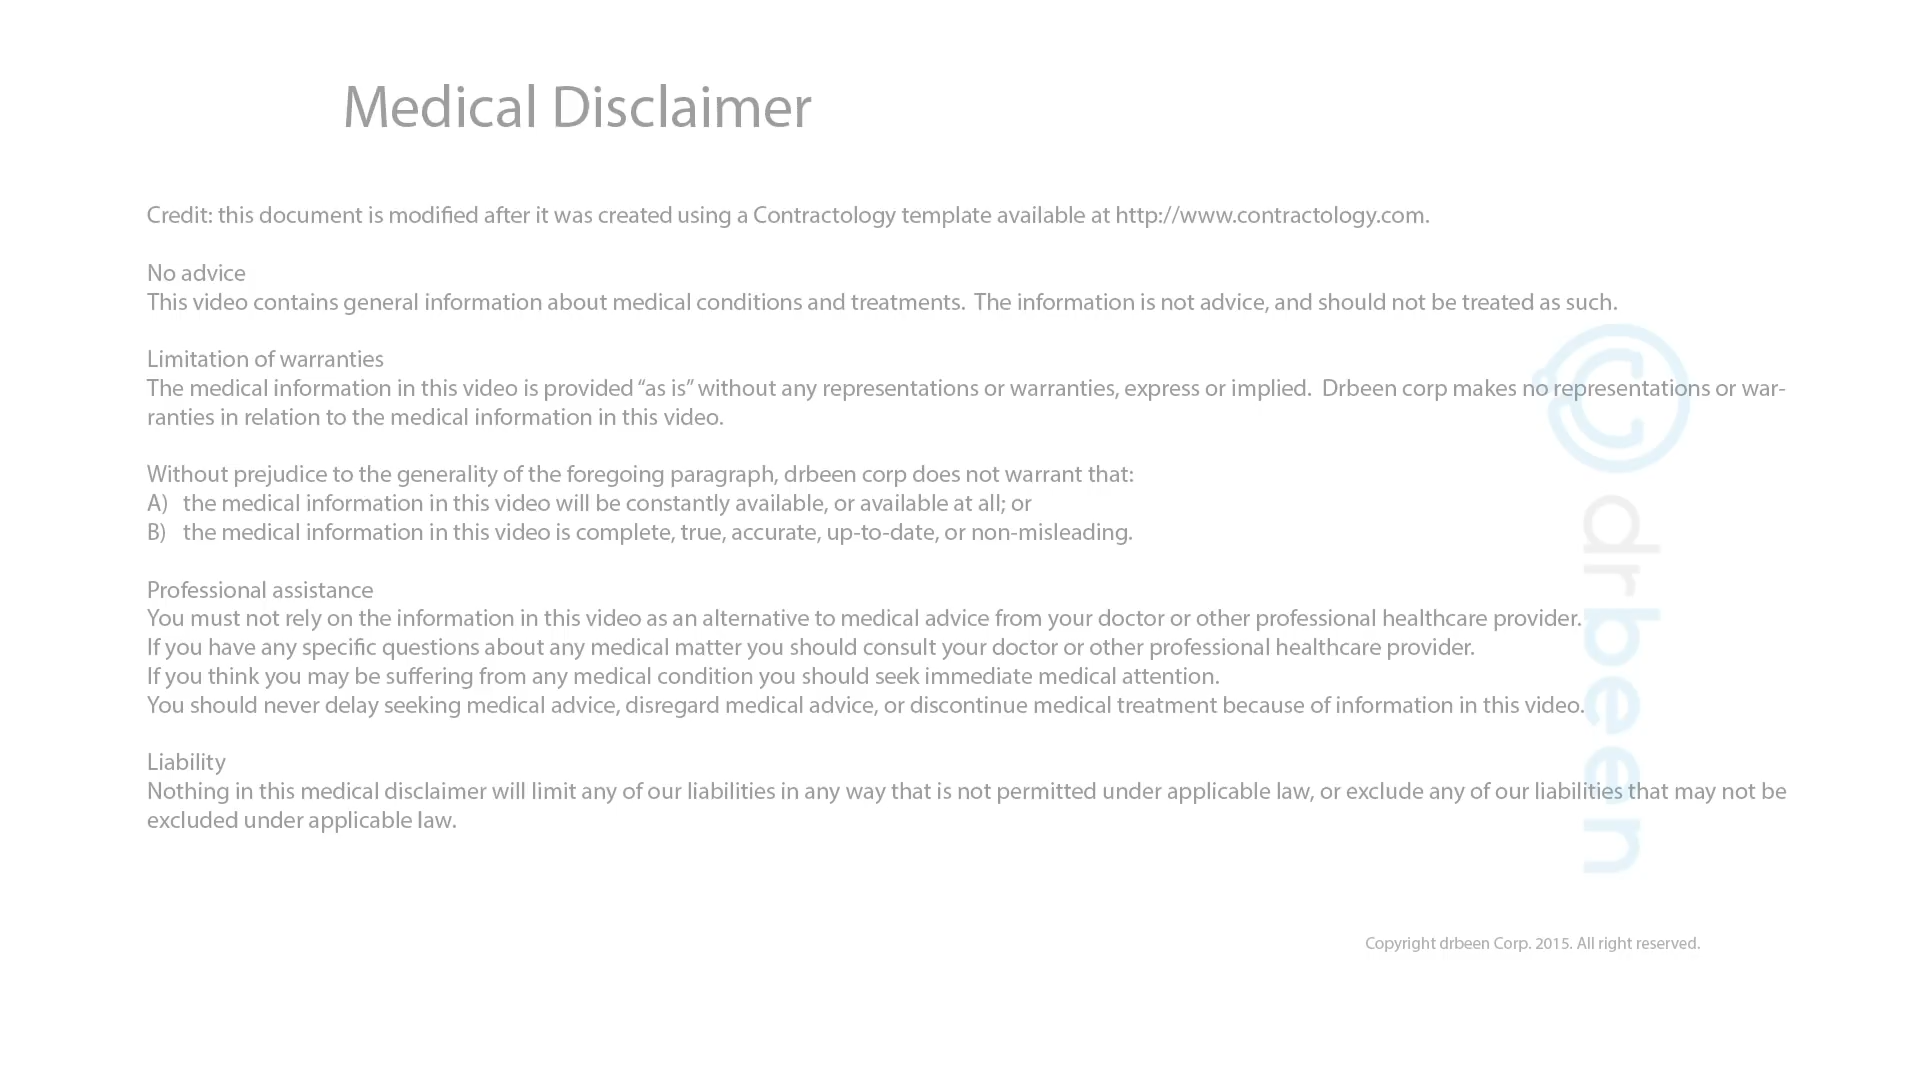 Medical Disclaimer
Credit: this document is modified after it was created using a Contractology template available at http://www.contractology.com.
No advice
This video contains general information about medical conditions and treatments.  The information is not advice, and should not be treated as such.
Limitation of warranties
The medical information in this video is provided “as is” without any representations or warranties, express or implied.  Drbeen corp makes no representations or war-
ranties in relation to the medical information in this video.
Without prejudice to the generality of the foregoing paragraph, drbeen corp does not warrant that:
A)  the medical information in this video will be constantly available, or available at all; or
B)  the medical information in this video is complete, true, accurate, up-to-date, or non-misleading.
Professional assistance
You must not rely on the information in this video as an alternative to medical advice from your doctor or other professional healthcare provider.
If you have any specific questions about any medical matter you should consult your doctor or other professional healthcare provider.
If you think you may be suffering from any medical condition you should seek immediate medical attention.
You should never delay seeking medical advice, disregard medical advice, or discontinue medical treatment because of information in this video.
Liability
Nothing in this medical disclaimer will limit any of our liabilities in any way that is not permitted under applicable law, or exclude any of our liabilities that may not be
excluded under applicable law.
drbeen
Copyright drbeen Corp. 2015. All right reserved.